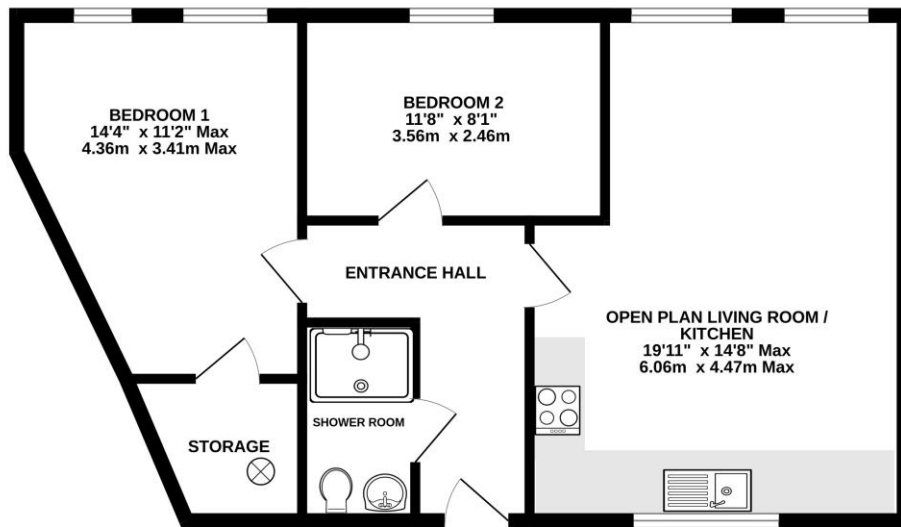 BEDROOM 1
14'4" x 11'2" Max
4.36m x 3.41m Max
BEDROOM 2
11'8" x 8'1"
3.56m x 2.46m
ENTRANCE HALL
OPEN PLAN LIVING ROOM /
KITCHEN
19'11" x 14'8" Max
6.06m x 4.47m Max
SHOWER ROOM
STORAGE